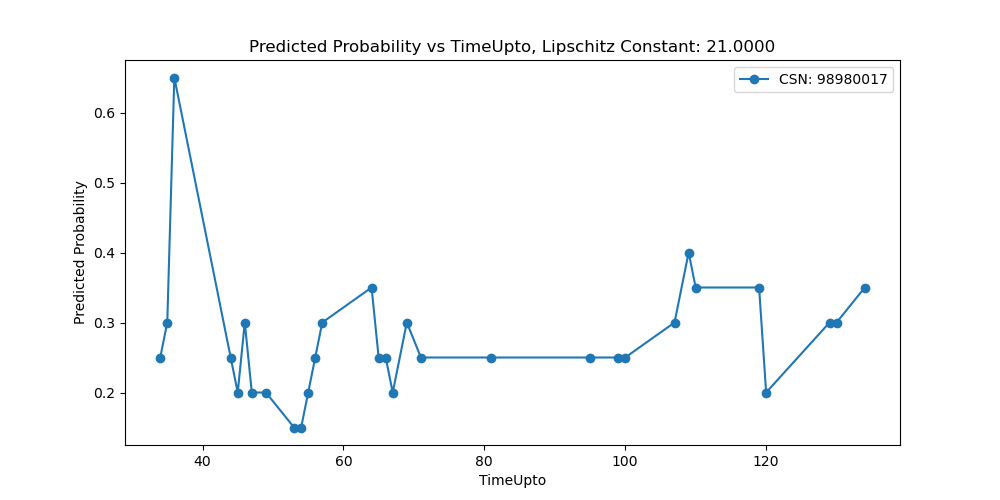 Predicted Probability vs TimeUpto, Lipschitz Constant: 21.0000
CSN: 98980017
Predicted Probability
0.6
0.5
0.4
0.3
0.2
40 60 80 100 120
TimeUpto